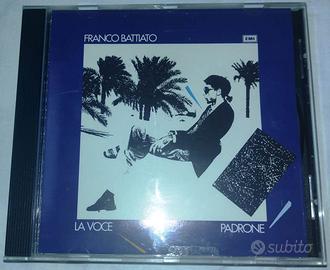 FRANCO BATTIATO
EMI
LA VOCE
PADRONE
subito